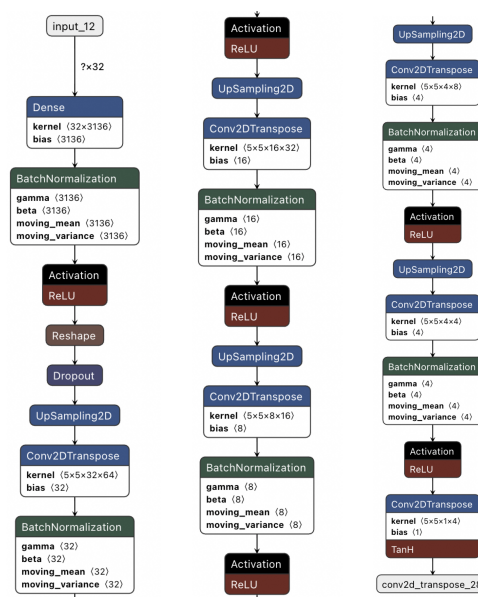 input_12
?×32
Dense
kernel ⟨32×3136⟩
bias ⟨3136⟩
BatchNormalization
gamma ⟨3136⟩
beta ⟨3136⟩
moving_mean ⟨3136⟩
moving_variance ⟨3136⟩
Activation
ReLU
Reshape
Dropout
UpSampling2D
Conv2DTranspose
kernel ⟨5×5×32×64⟩
bias ⟨32⟩
BatchNormalization
gamma ⟨32⟩
beta ⟨32⟩
moving_mean ⟨32⟩
moving_variance ⟨32⟩
Activation
ReLU
UpSampling2D
Conv2DTranspose
kernel ⟨5×5×16×32⟩
bias ⟨16⟩
BatchNormalization
gamma ⟨16⟩
beta ⟨16⟩
moving_mean ⟨16⟩
moving_variance ⟨16⟩
Activation
ReLU
UpSampling2D
Conv2DTranspose
kernel ⟨5×5×8×16⟩
bias ⟨8⟩
BatchNormalization
gamma ⟨8⟩
beta ⟨8⟩
moving_mean ⟨8⟩
moving_variance ⟨8⟩
Activation
ReLU
UpSampling2D
Conv2DTranspose
kernel ⟨5×5×4×8⟩
bias ⟨4⟩
BatchNormalization
gamma ⟨4⟩
beta ⟨4⟩
moving_mean ⟨4⟩
moving_variance ⟨4⟩
Activation
ReLU
UpSampling2D
Conv2DTranspose
kernel ⟨5×5×4×4⟩
bias ⟨4⟩
BatchNormalization
gamma ⟨4⟩
beta ⟨4⟩
moving_mean ⟨4⟩
moving_variance ⟨4⟩
Activation
ReLU
Conv2DTranspose
kernel ⟨5×5×1×4⟩
bias ⟨1⟩
TanH
conv2d_transpose_28